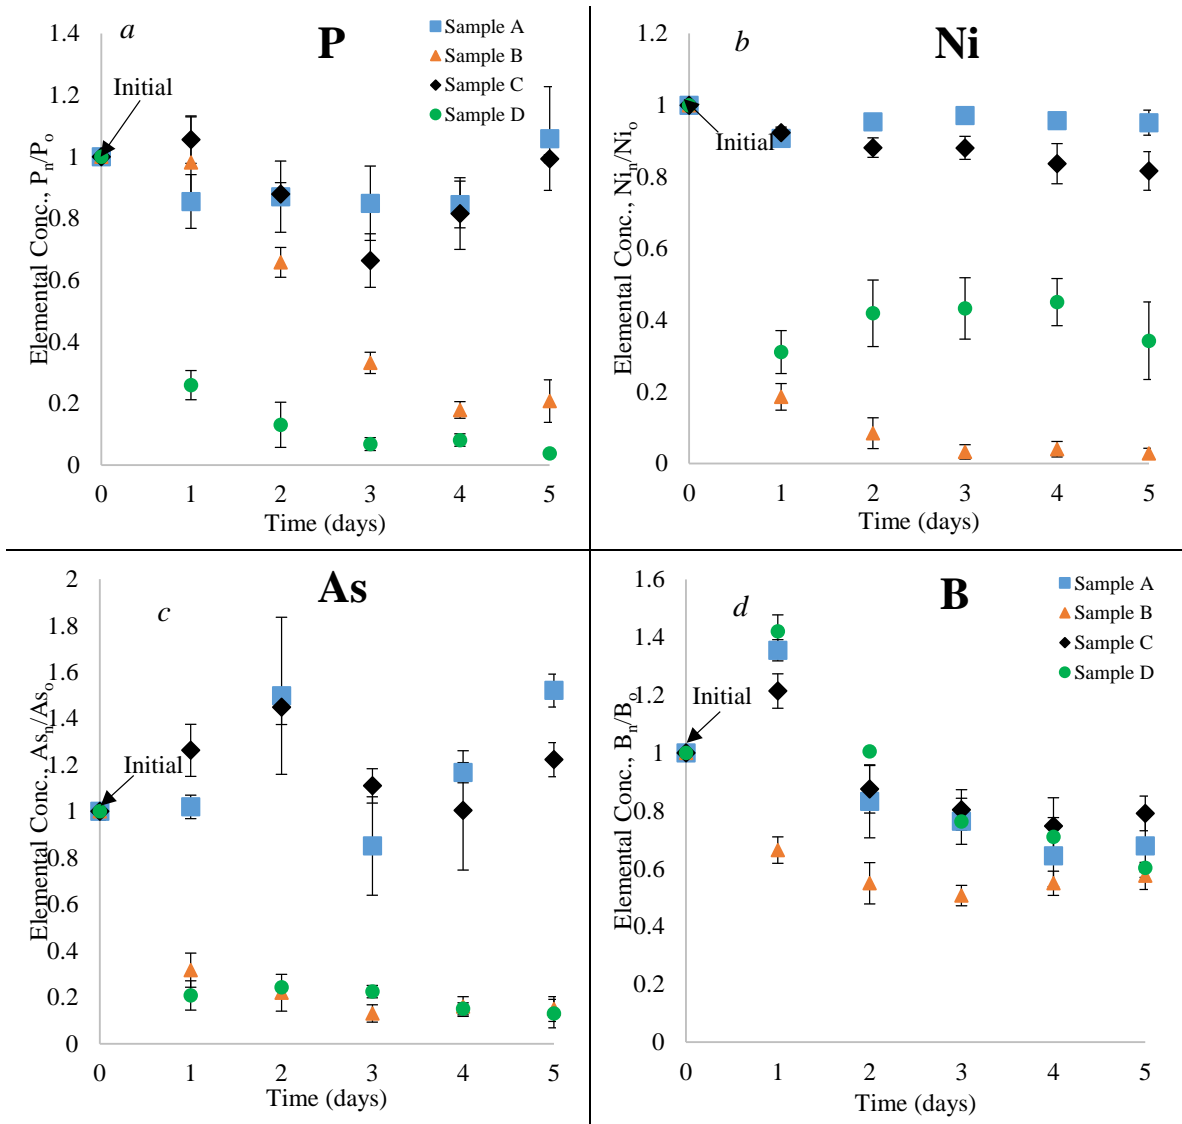 a
P
Sample A
Sample B
Sample C
Sample D
Initial
Elemental Conc., Pn/Po
1.4
1.2
1
0.8
0.6
0.4
0.2
0
0 1 2 3 4 5
Time (days)
b
Ni
Initial
Elemental Conc., Nin/Nio
1.2
1
0.8
0.6
0.4
0.2
0
0 1 2 3 4 5
Time (days)
c
As
Initial
Elemental Conc., Asn/Aso
2
1.8
1.6
1.4
1.2
1
0.8
0.6
0.4
0.2
0
0 1 2 3 4 5
Time (days)
d
B
Sample A
Sample B
Sample C
Sample D
Initial
Elemental Conc., Bn/Bo
1.6
1.4
1.2
1
0.8
0.6
0.4
0.2
0
0 1 2 3 4 5
Time (days)